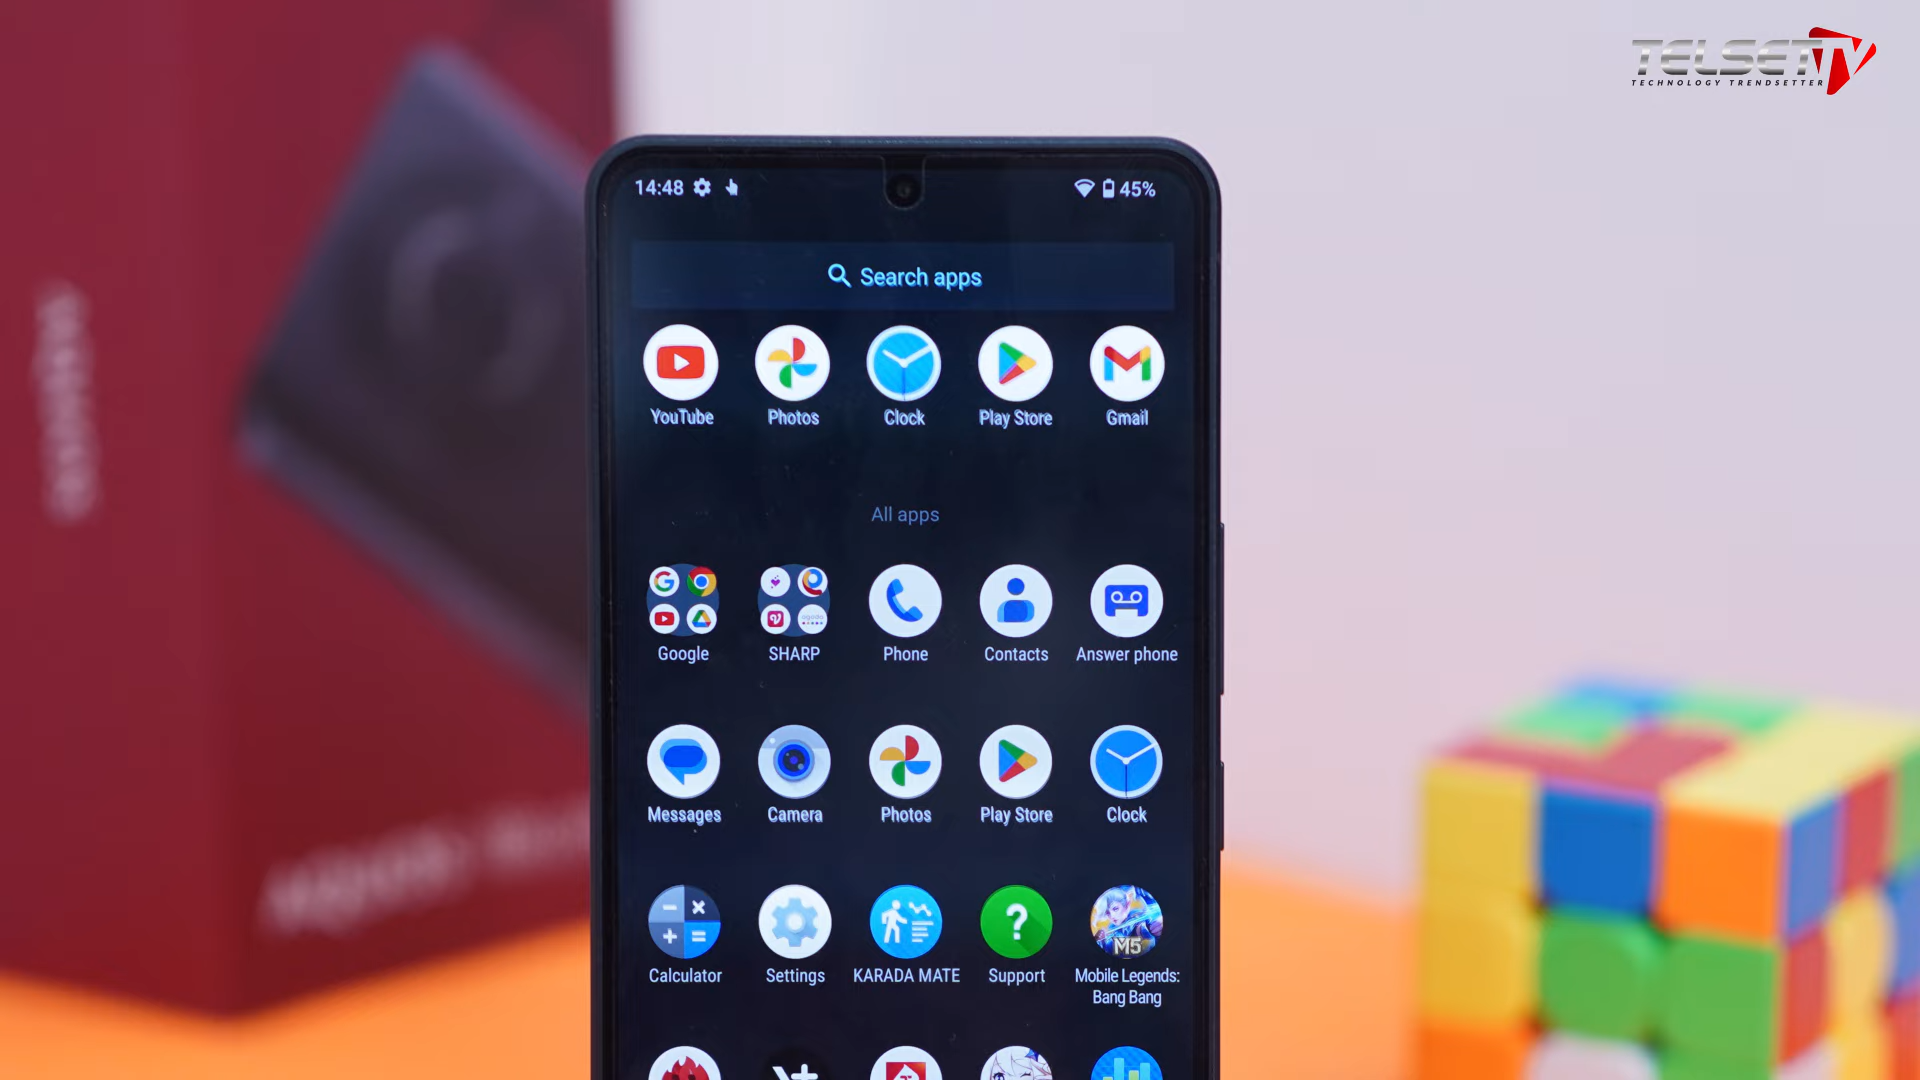 TELSET TV
TECHNOLOGY TRENDSETTER
14:48
45%
Search apps
YouTube
Photos
Clock
Play Store
Gmail
All apps
Google
SHARP
Phone
Contacts
Answer phone
Messages
Camera
Photos
Play Store
Clock
M5
Calculator
Settings
KARADA MATE
Support
Mobile Legends:
Bang Bang